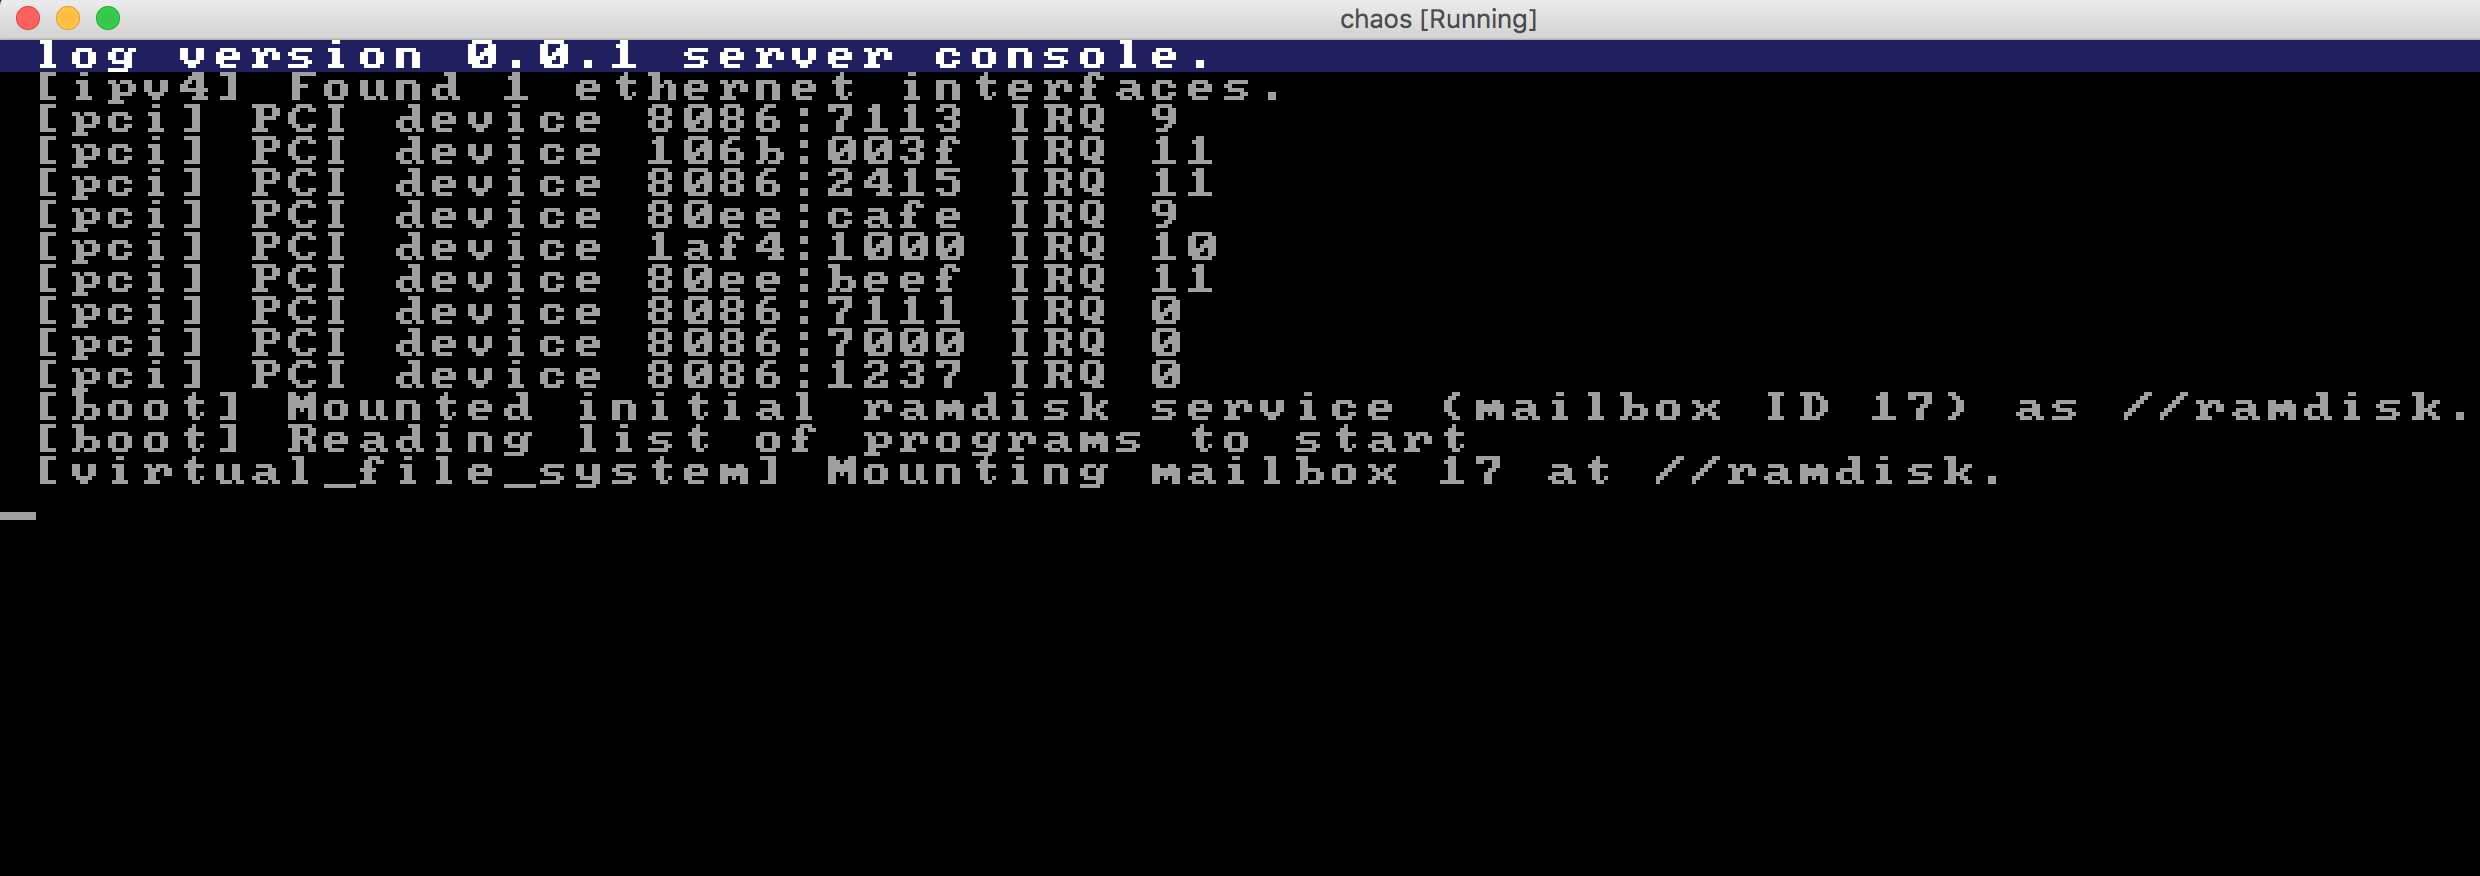 chaos [Running]
log version 0.0.1 server console.
[ipv4] Found 1 ethernet interfaces.
[pci] PCI device 8086:7113 IRQ 9
[pci] PCI device 106b:003f IRQ 11
[pci] PCI device 8086:2415 IRQ 11
[pci] PCI device 80ee:cafe IRQ 9
[pci] PCI device 1af4:1000 IRQ 10
[pci] PCI device 80ee:beef IRQ 11
[pci] PCI device 8086:7111 IRQ 0
[pci] PCI device 8086:7000 IRQ 0
[pci] PCI device 8086:1237 IRQ 0
[boot] Mounted initial ramdisk service (mailbox ID 17) as //ramdisk.
[boot] Reading list of programs to start
[virtual_file_system] Mounting mailbox 17 at //ramdisk.